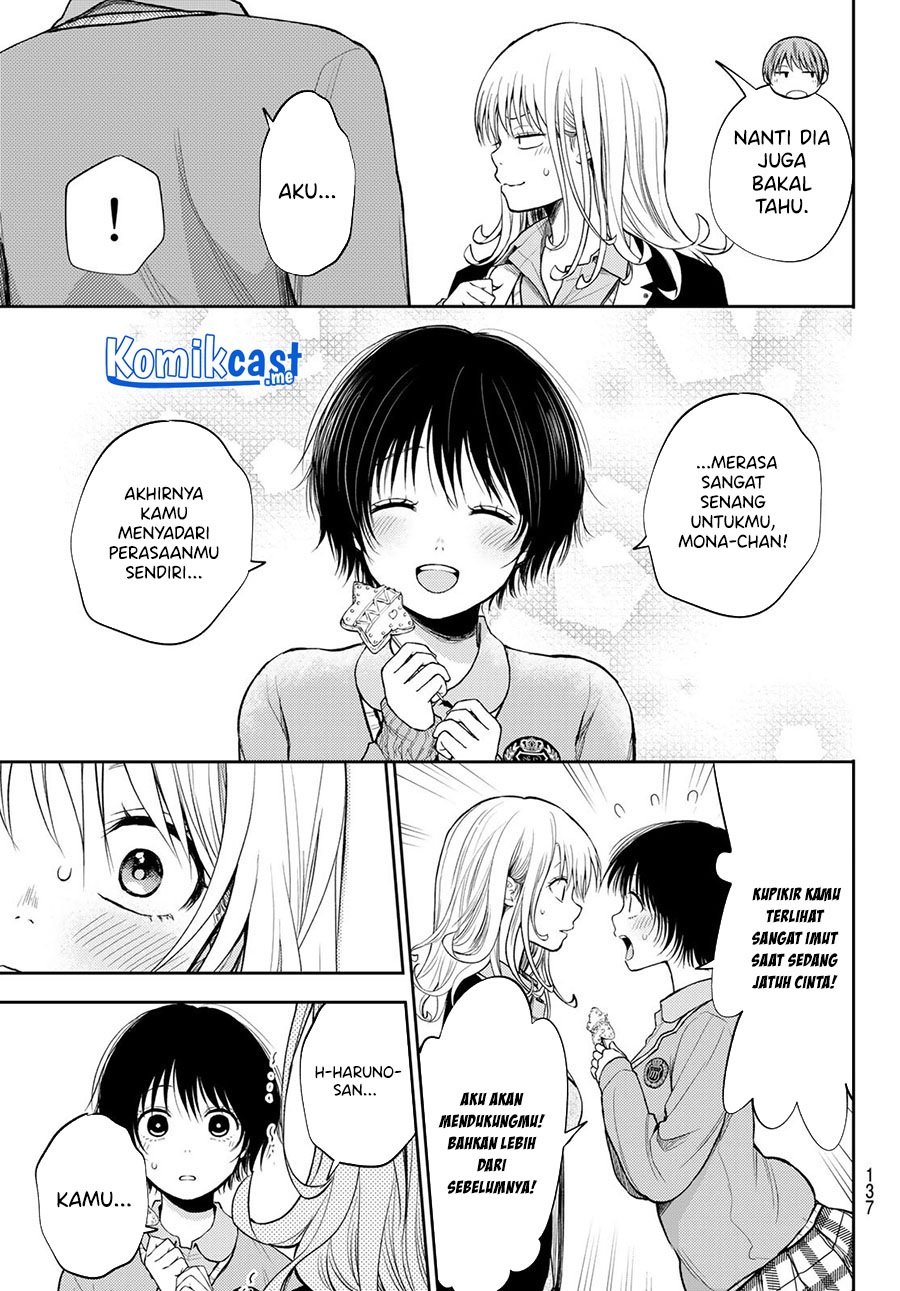 NANTI DIA
JUGA
BAKAL
TAHU.
AKU...
!
Komikcast
.me
...MERASA
SANGAT
SENANG
UNTUKMU,
MONA-CHAN!
AKHIRNYA
KAMU
MENYADARI
PERASAANMU
SENDIRI...
KUPIKIR KAMU
TERLIHAT
SANGAT IMUT
SAAT SEDANG
JATUH CINTA!
AKU AKAN
MENDUKUNGMU!
BAHKAN LEBIH
DARI
SEBELUMNYA!
H-HARUNO-
SAN...
KAMU...
137